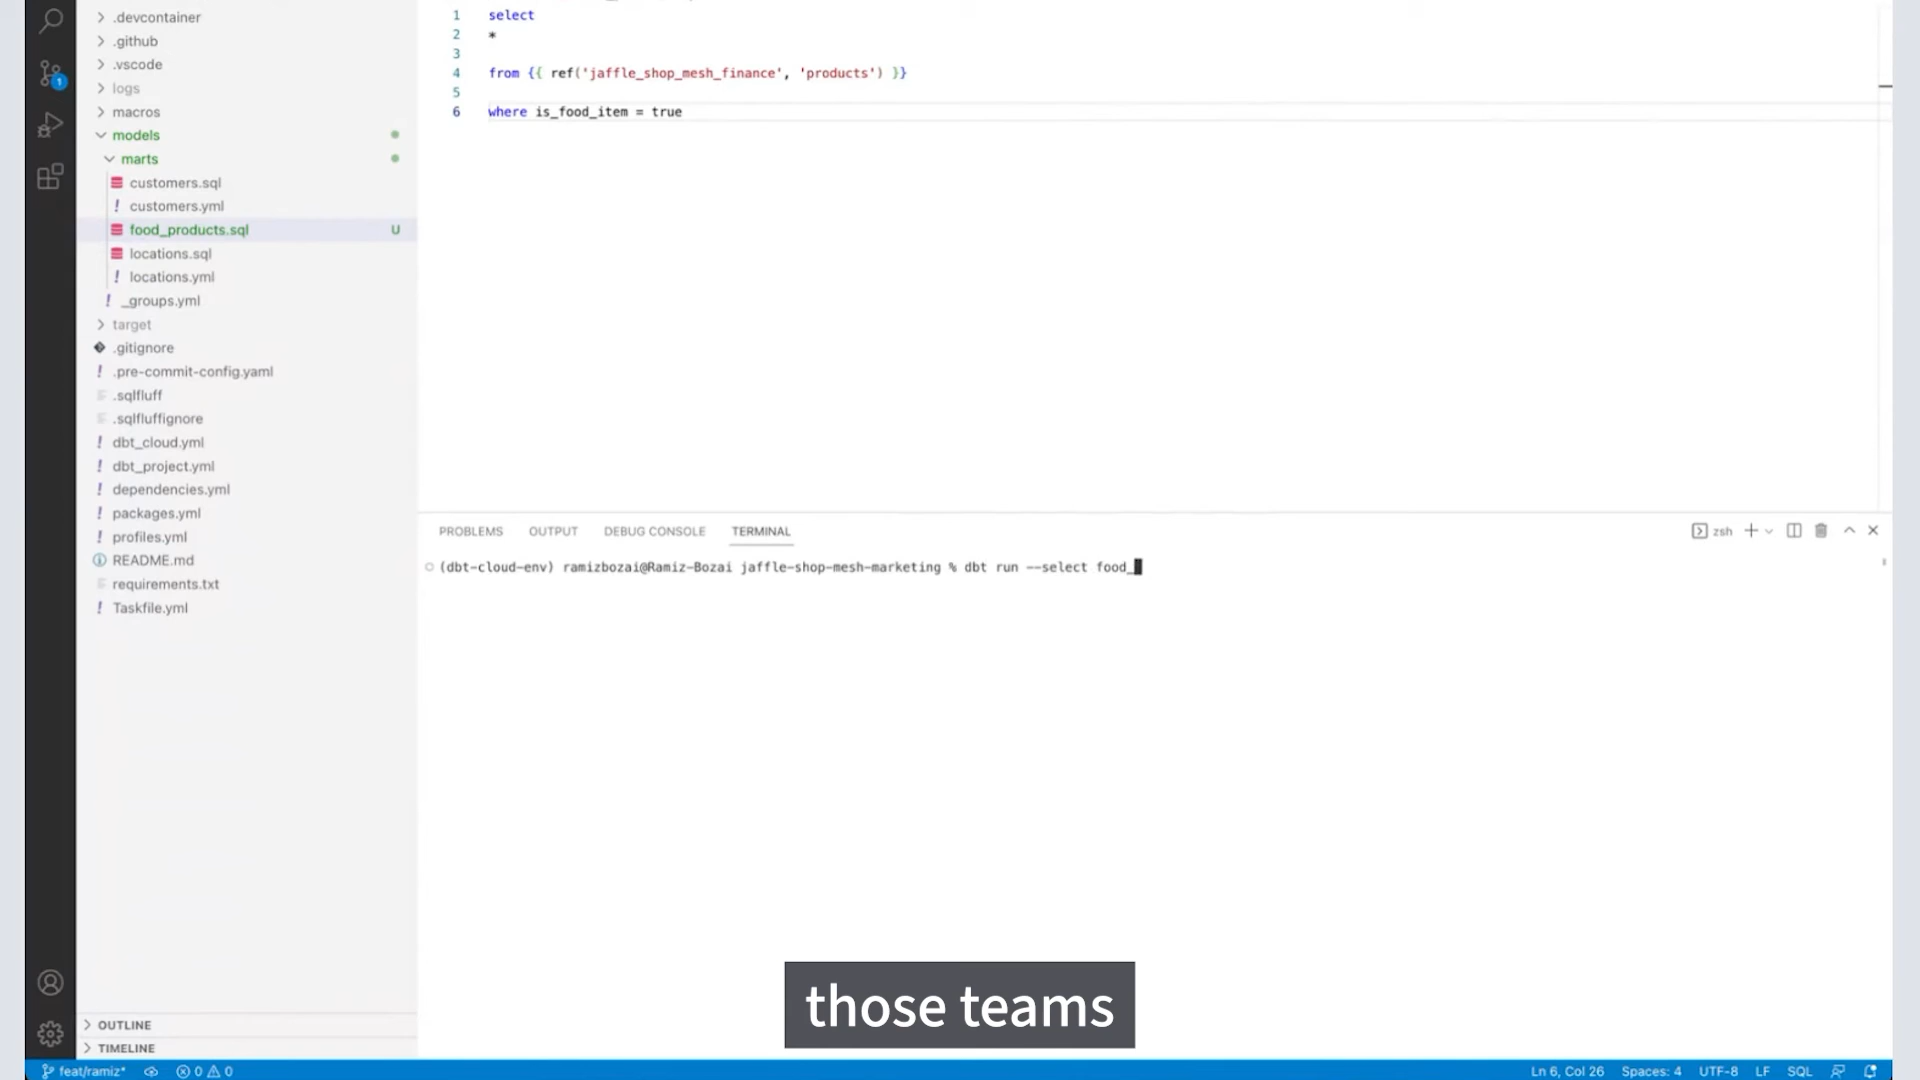 .devcontainer
.github
.vscode
logs
macros
models
marts
customers.sql
! customers.yml
food_products.sql U
locations.sql
! locations.yml
! _groups.yml
target
.gitignore
! .pre-commit-config.yaml
.sqlfluff
.sqlfluffignore
! dbt_cloud.yml
! dbt_project.yml
! dependencies.yml
! packages.yml
! profiles.yml
README.md
requirements.txt
! Taskfile.yml
OUTLINE
TIMELINE
1
1 select
2 *
3
4 from {{ ref('jaffle_shop_mesh_finance', 'products') }}
5
6 where is_food_item = true
PROBLEMS OUTPUT DEBUG CONSOLE TERMINAL zsh
(dbt-cloud-env) ramizbozai@Ramiz-Bozai jaffle-shop-mesh-marketing % dbt run --select food_
those teams
feat/ramiz* 0 0 Ln 6, Col 26 Spaces: 4 UTF-8 LF SQL